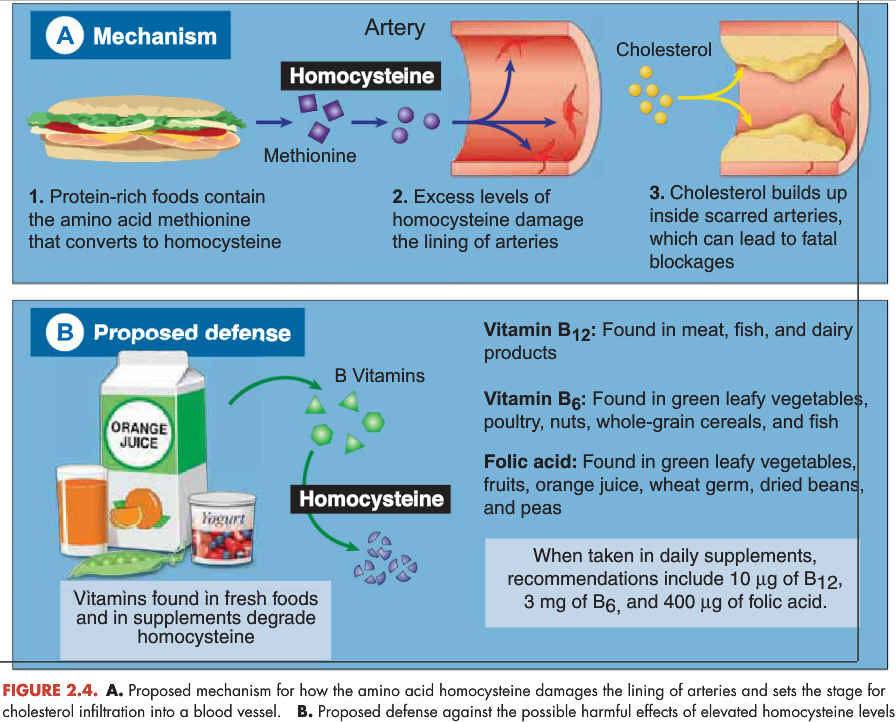 A Mechanism
Artery
Homocysteine
Methionine
Cholesterol
1. Protein-rich foods contain
the amino acid methionine
that converts to homocysteine
2. Excess levels of
homocysteine damage
the lining of arteries
3. Cholesterol builds up
inside scarred arteries,
which can lead to fatal
blockages
B Proposed defense
B Vitamins
ORANGE
JUICE
Yogurt
Homocysteine
Vitamins found in fresh foods
and in supplements degrade
homocysteine
Vitamin B12: Found in meat, fish, and dairy
products
Vitamin B6: Found in green leafy vegetables,
poultry, nuts, whole-grain cereals, and fish
Folic acid: Found in green leafy vegetables,
fruits, orange juice, wheat germ, dried beans,
and peas
When taken in daily supplements,
recommendations include 10 µg of B12,
3 mg of B6, and 400 µg of folic acid.
FIGURE 2.4. A. Proposed mechanism for how the amino acid homocysteine damages the lining of arteries and sets the stage for
cholesterol infiltration into a blood vessel. B. Proposed defense against the possible harmful effects of elevated homocysteine levels